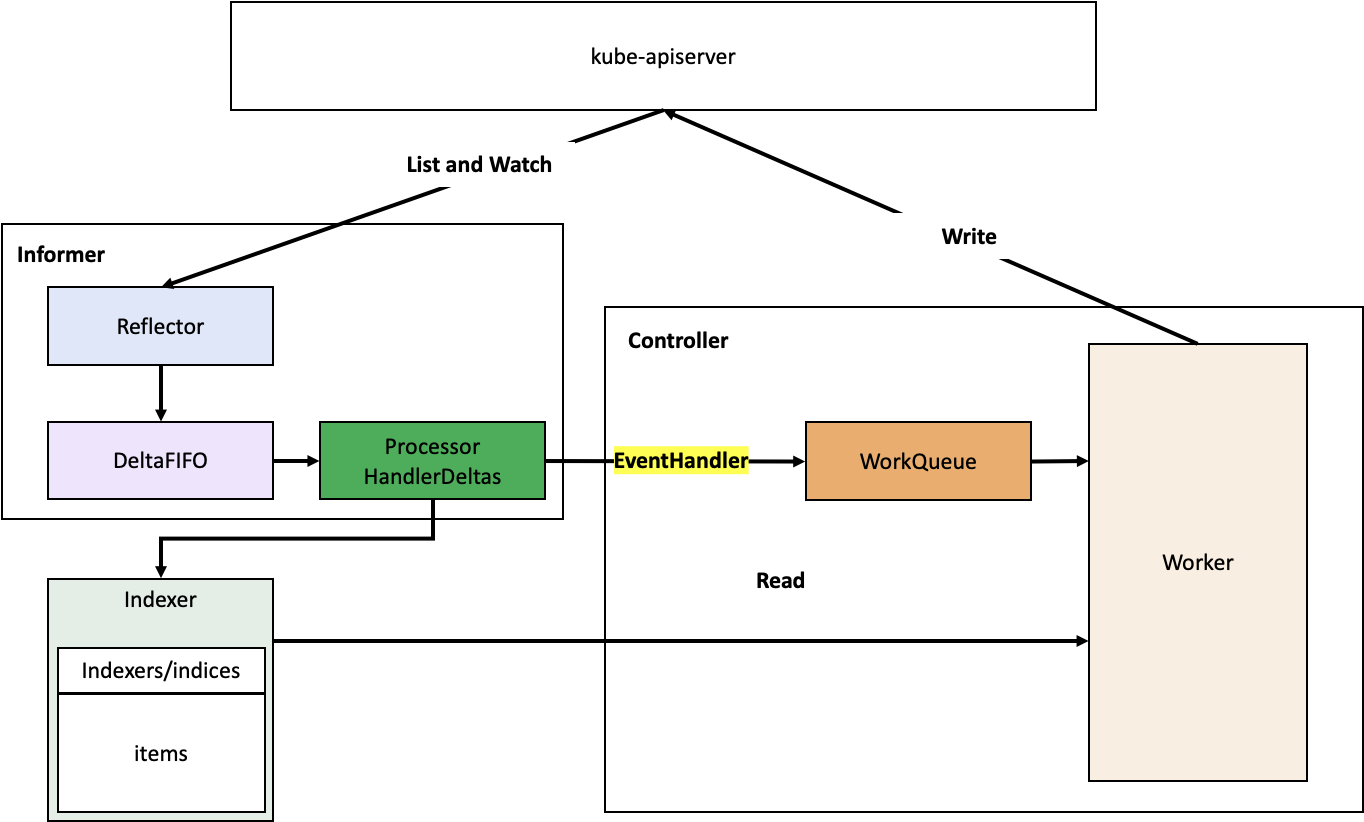 kube-apiserver
List and Watch
Write
Informer
Reflector
Controller
DeltaFIFO
Processor
HandlerDeltas
EventHandler
WorkQueue
Worker
Read
Indexer
Indexers/indices
items